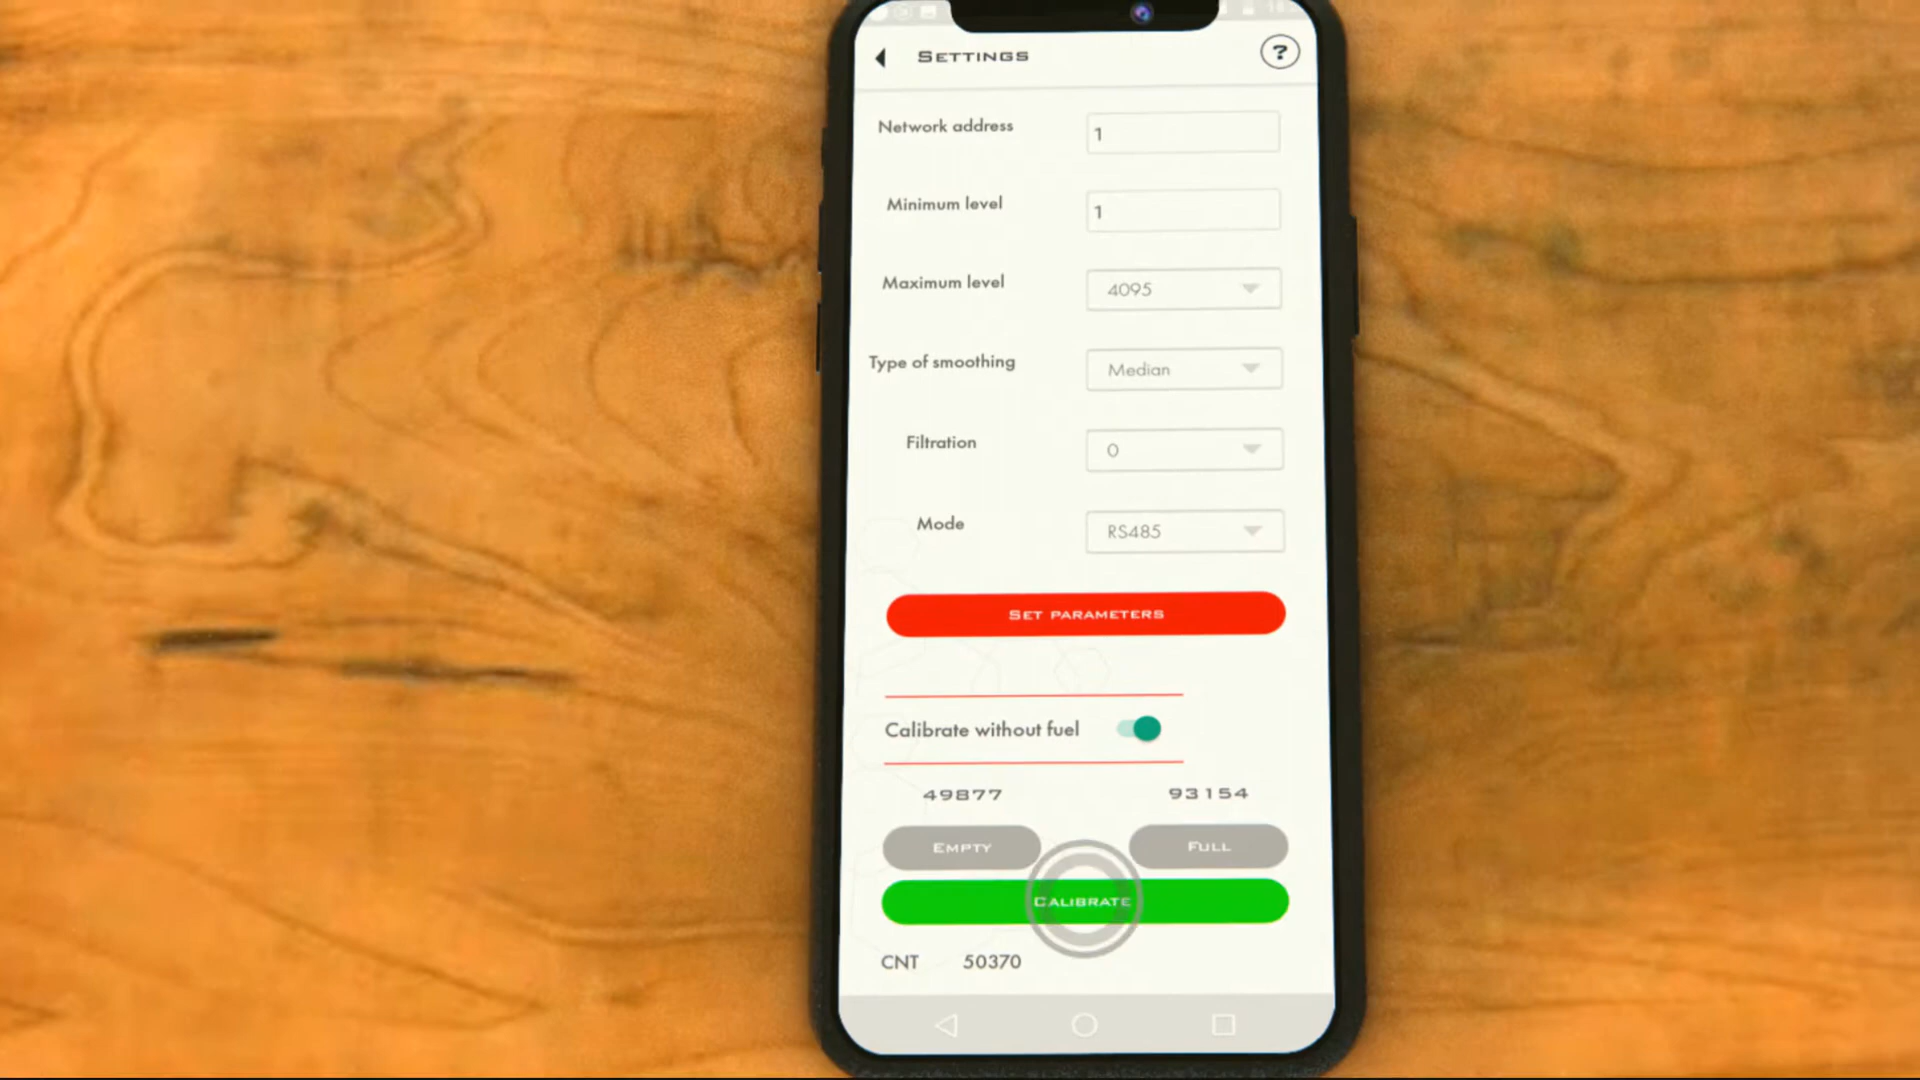 SETTINGS
?
Network address 1
Minimum level 1
Maximum level 4095
Type of smoothing Median
Filtration 0
Mode RS485
SET PARAMETERS
Calibrate without fuel
49877 93154
EMPTY FULL
CALIBRATE
CNT 50370